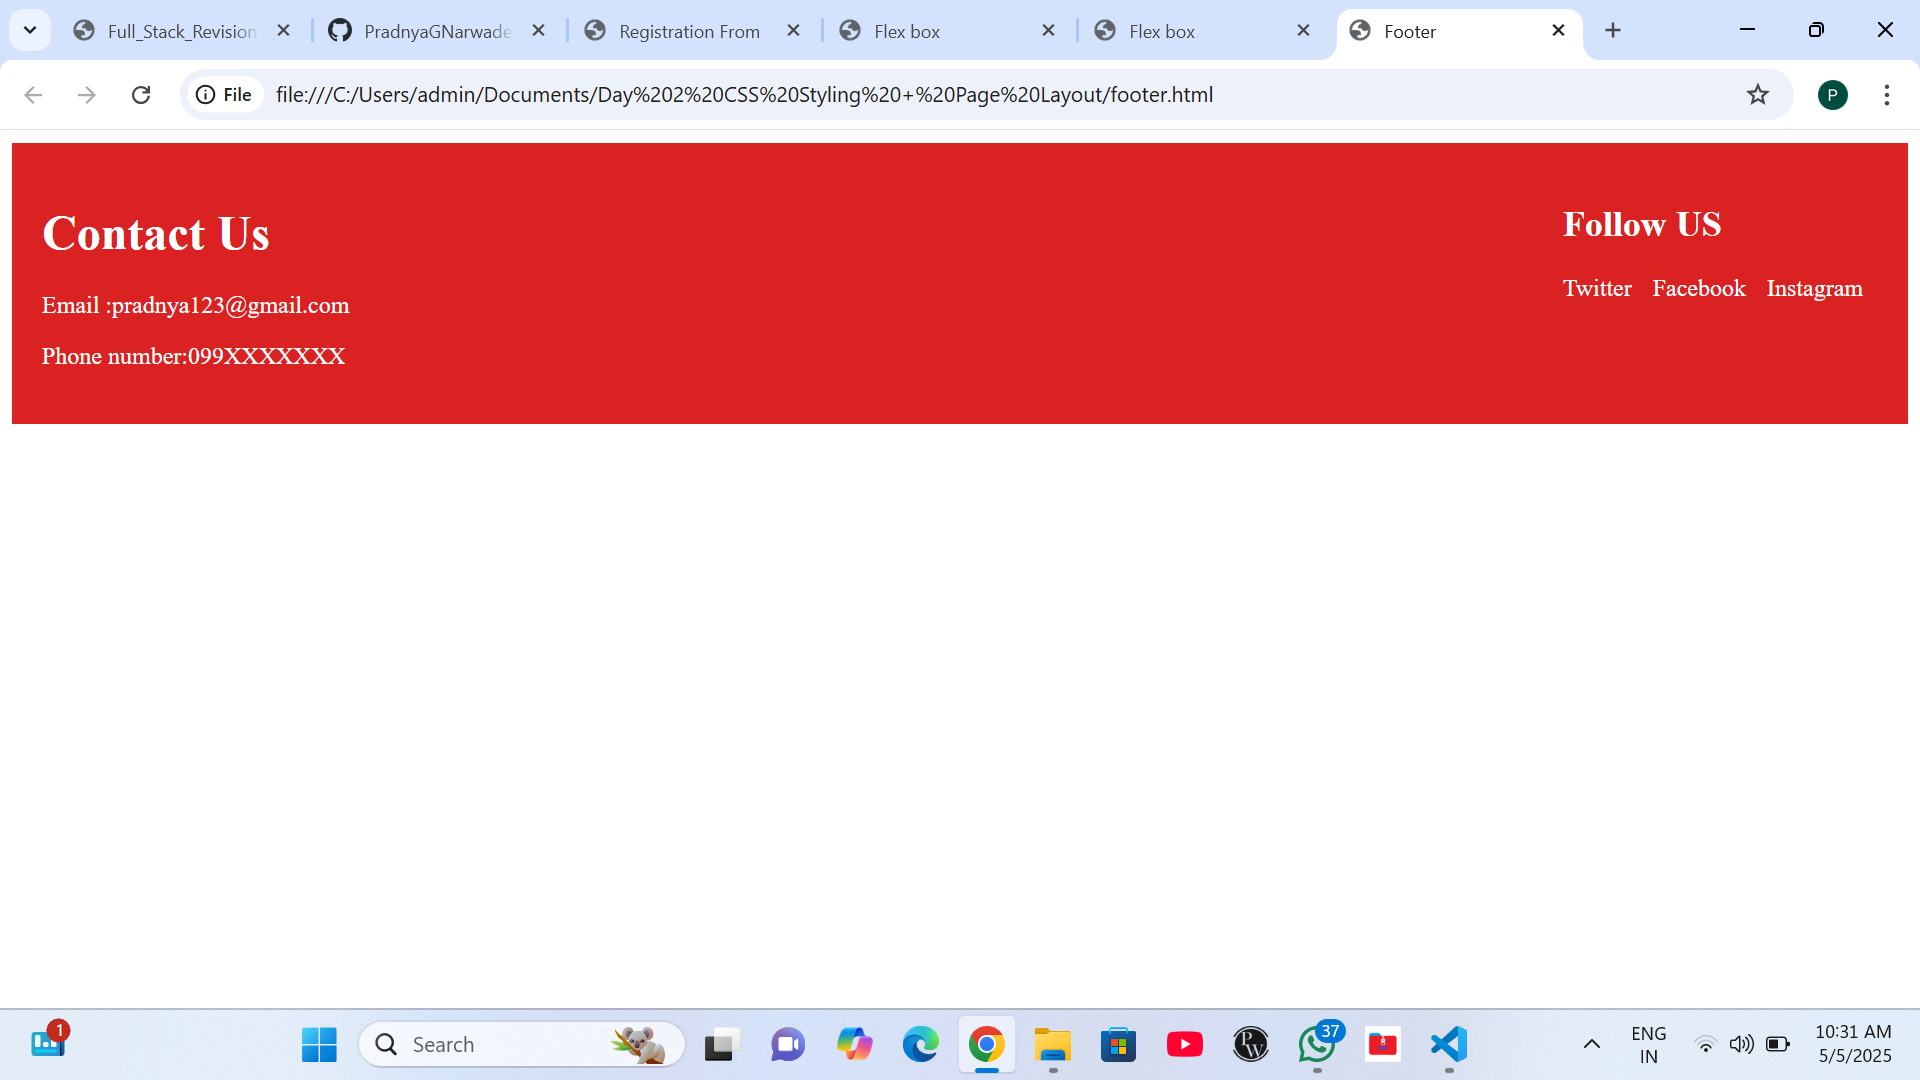 Full_Stack_Revision
PradnyaGNarwade
Registration From
Flex box
Flex box
Footer
File
file:///C:/Users/admin/Documents/Day%202%20CSS%20Styling%20+%20Page%20Layout/footer.html
P
Contact Us
Email :pradnya123@gmail.com
Phone number:099XXXXXXX
Follow US
Twitter Facebook Instagram
1
Search
PW
37
ENG
IN
10:31 AM
5/5/2025